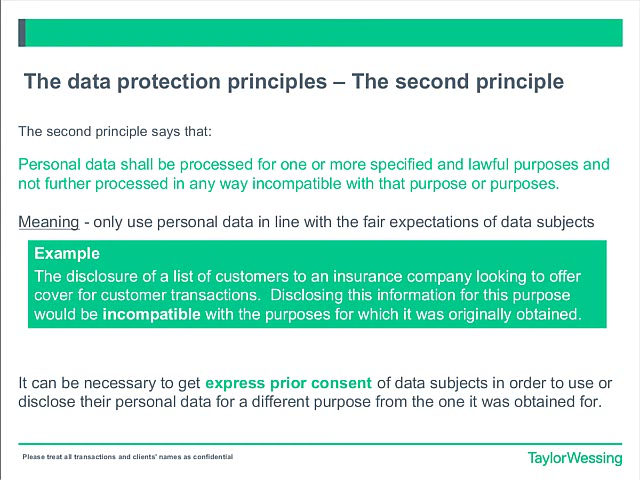 The data protection principles – The second principle
The second principle says that:
Personal data shall be processed for one or more specified and lawful purposes and
not further processed in any way incompatible with that purpose or purposes.
Meaning - only use personal data in line with the fair expectations of data subjects
Example
The disclosure of a list of customers to an insurance company looking to offer
cover for customer transactions.  Disclosing this information for this purpose
would be incompatible with the purposes for which it was originally obtained.
It can be necessary to get express prior consent of data subjects in order to use or
disclose their personal data for a different purpose from the one it was obtained for.
Please treat all transactions and clients' names as confidential
TaylorWessing